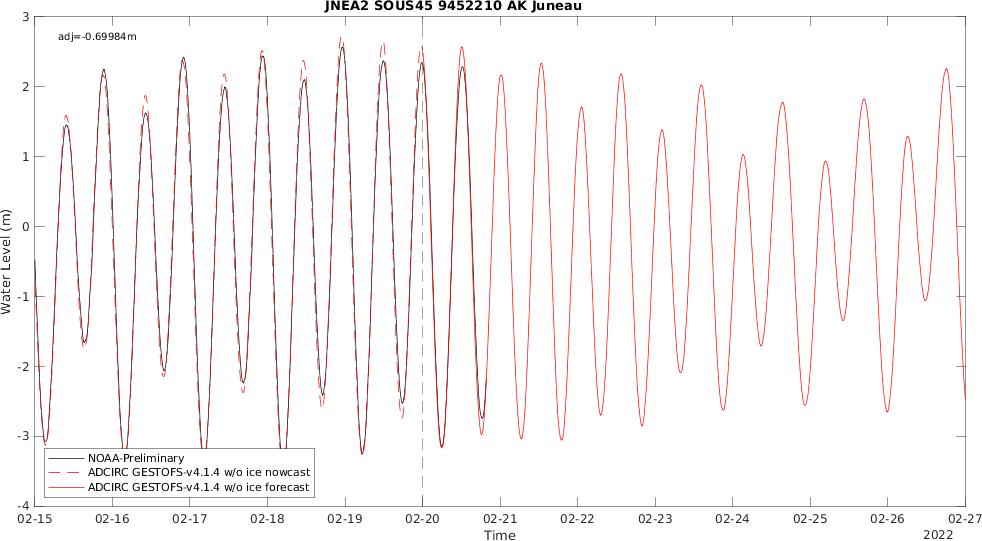 JNEA2 SOUS45 9452210 AK Juneau
adj=-0.69984m
3
2
1
0
-1
-2
-3
-4
Water Level (m)
NOAA-Preliminary
ADCIRC GESTOFS-v4.1.4 w/o ice nowcast
ADCIRC GESTOFS-v4.1.4 w/o ice forecast
02-15 02-16 02-17 02-18 02-19 02-20 02-21 02-22 02-23 02-24 02-25 02-26 02-27
Time
2022